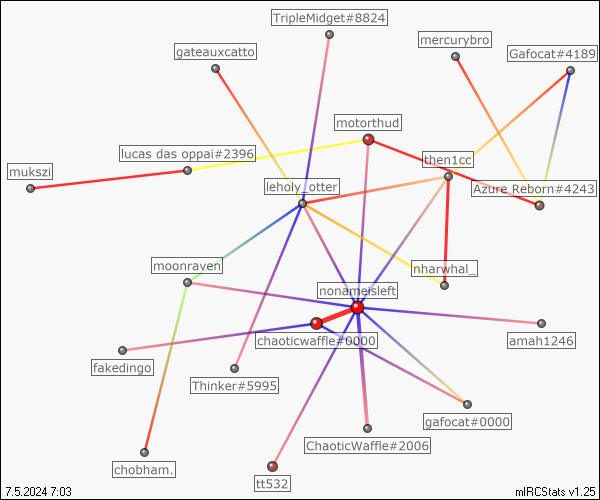 TripleMidget#8824
mercurybro
gateauxcatto
Gafocat#4189
motorthud
lucas das oppai#2396
then1cc
mukszi
leholy_otter
Azure_Reborn#4243
moonraven
nharwhal_
nonameisleft
chaoticwaffle#0000
amah1246
fakedingo
Thinker#5995
gafocat#0000
ChaoticWaffle#2006
chobham.
tt532
7.5.2024 7:03
mIRCStats v1.25